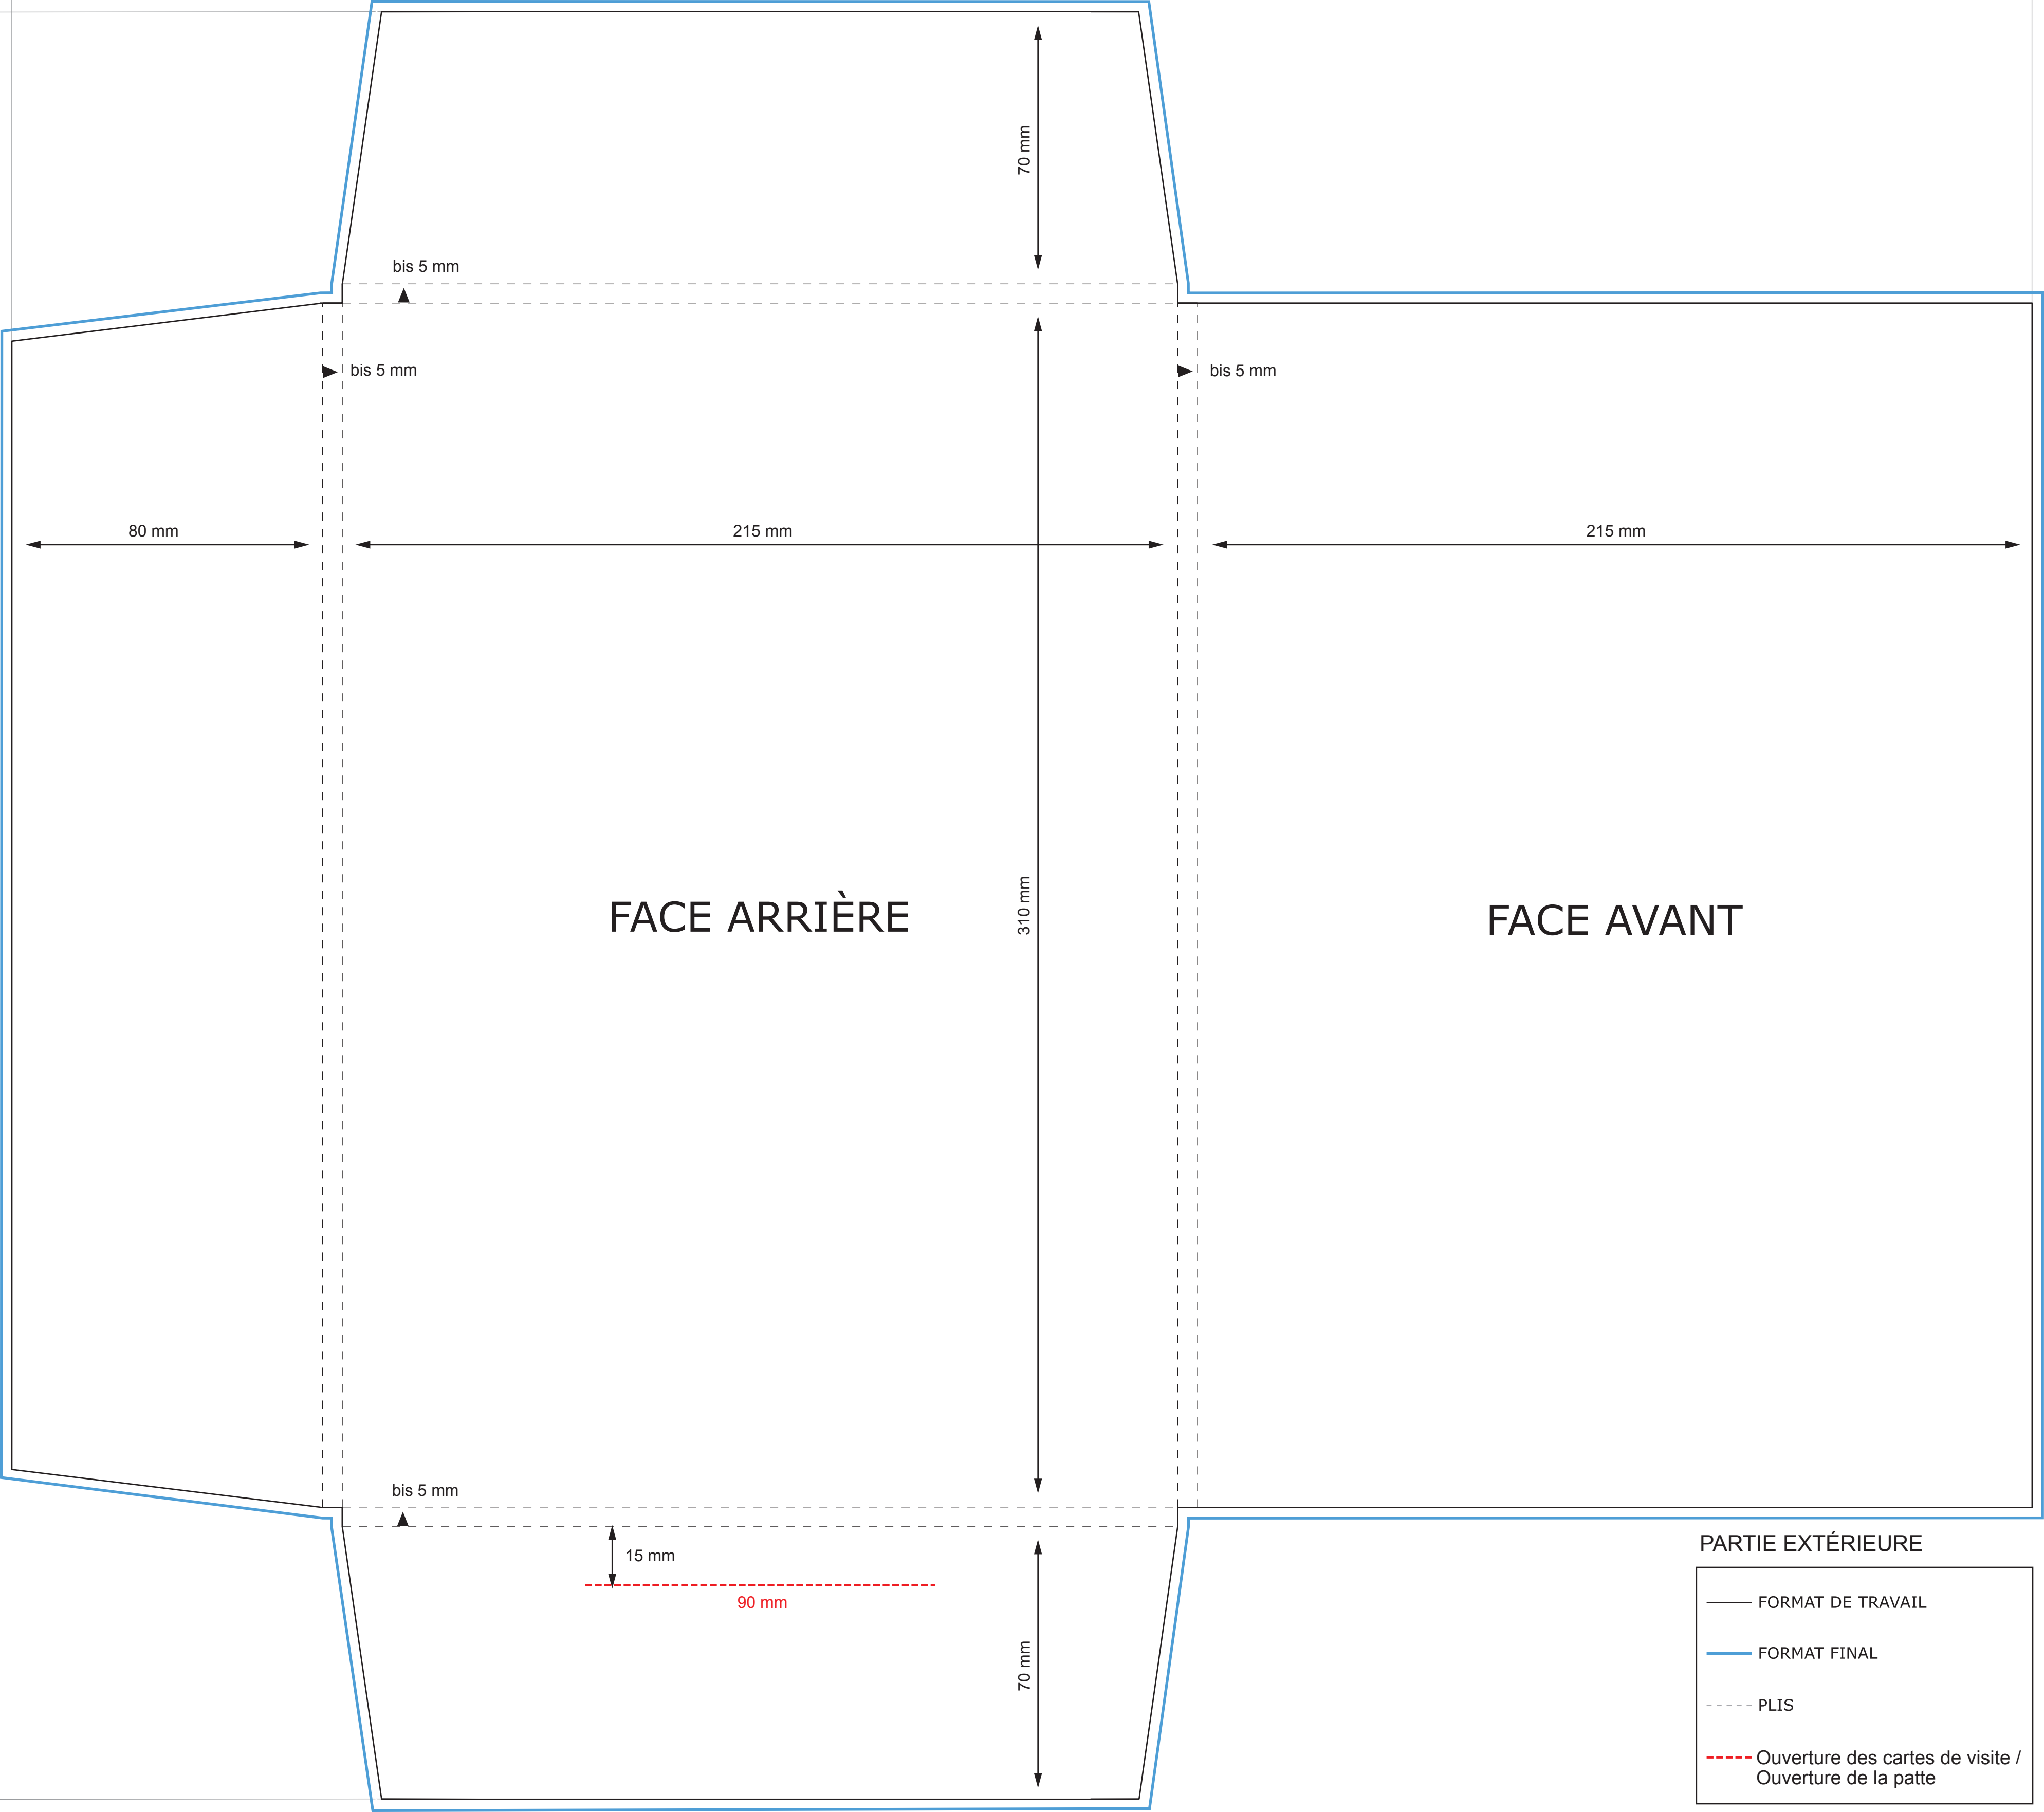 70 mm
bis 5 mm
bis 5 mm
bis 5 mm
80 mm
215 mm
215 mm
310 mm
FACE ARRIÈRE
FACE AVANT
bis 5 mm
15 mm
90 mm
70 mm
PARTIE EXTÉRIEURE
FORMAT DE TRAVAIL
FORMAT FINAL
PLIS
Ouverture des cartes de visite /
Ouverture de la patte